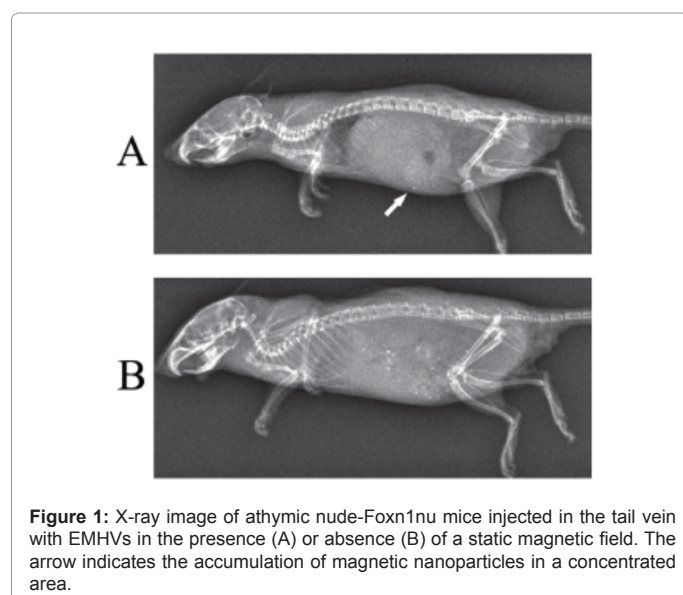 A
B
Figure 1: X-ray image of athymic nude-Foxn1nu mice injected in the tail vein
with EMHVs in the presence (A) or absence (B) of a static magnetic field. The
arrow indicates the accumulation of magnetic nanoparticles in a concentrated
area.